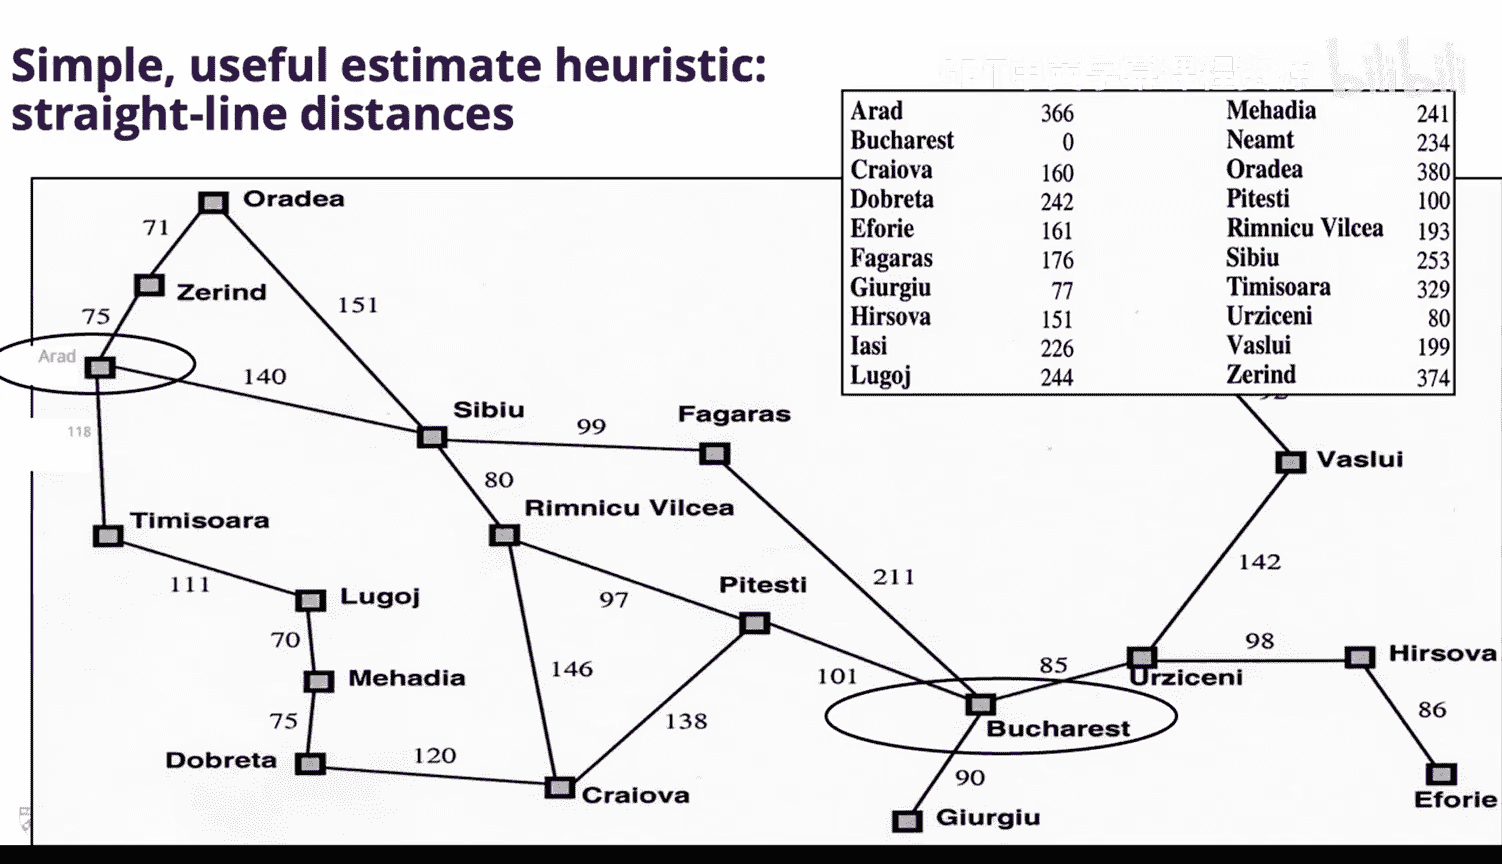 Simple, useful estimate heuristic:
straight-line distances
Arad 366 Mehadia 241
Bucharest 0 Neamt 234
Craiova 160 Oradea 380
Dobreta 242 Pitesti 100
Eforie 161 Rimnicu Vilcea 193
Fagaras 176 Sibiu 253
Giurgiu 77 Timisoara 329
Hirsova 151 Urziceni 80
Iasi 226 Vaslui 199
Lugoj 244 Zerind 374
Oradea
71
Zerind
151
75
Arad
140
Sibiu
Fagaras
99
118
80
Vaslui
Rimnicu Vilcea
Timisoara
142
211
Pitesti
111
Lugoj
97
70
98
Hirsova
85
146
101
Urziceni
Mehadia
86
75
138
Bucharest
Dobreta
120
90
Craiova
Eforie
Giurgiu
bilibili